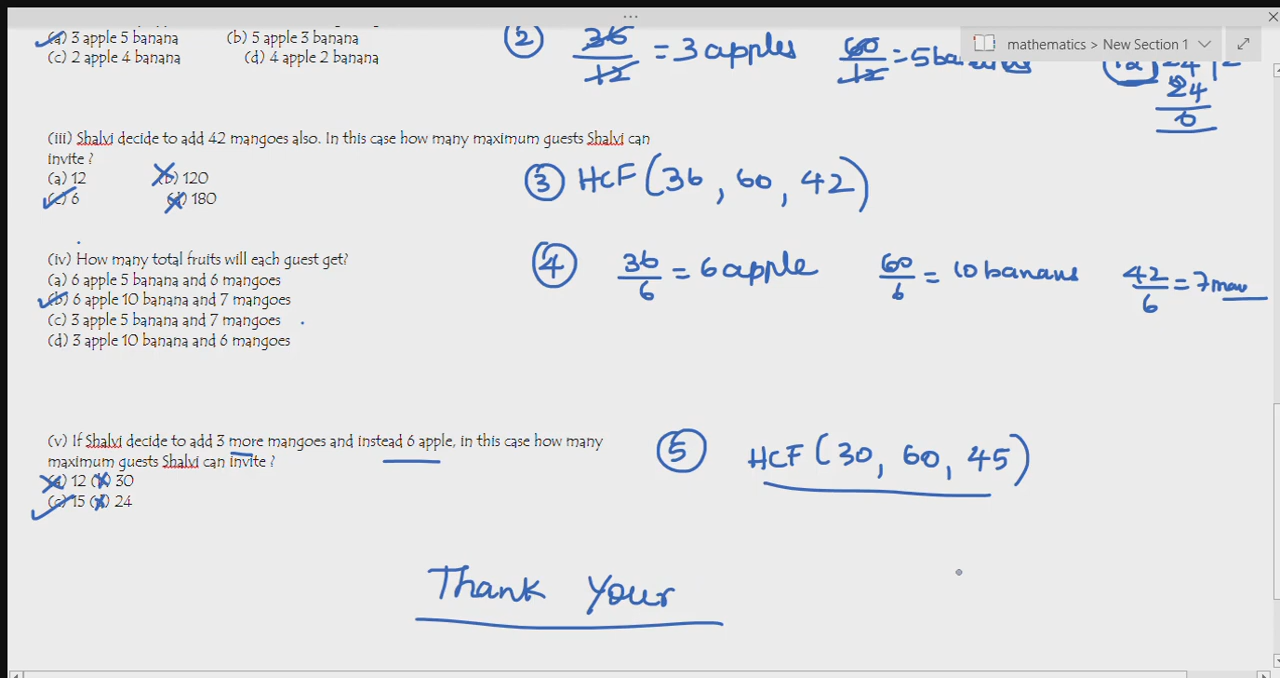 (a) 3 apple 5 banana (b) 5 apple 3 banana
(c) 2 apple 4 banana (d) 4 apple 2 banana
② 36/12 = 3 apples 60/12 = 5
mathematics > New Section 1
24
0
(iii) Shalvi decide to add 42 mangoes also. In this case how many maximum guests Shalvi can
invite ?
(a) 12 (b) 120
(c) 6 (d) 180
③ HCF (36, 60, 42)
(iv) How many total fruits will each guest get?
(a) 6 apple 5 banana and 6 mangoes
(b) 6 apple 10 banana and 7 mangoes
(c) 3 apple 5 banana and 7 mangoes
(d) 3 apple 10 banana and 6 mangoes
④ 36/6 = 6 apple 60/6 = 10 banans 42/6 = 7 man
(v) If Shalvi decide to add 3 more mangoes and instead 6 apple, in this case how many
maximum guests Shalvi can invite ?
(a) 12 (b) 30
(c) 15 (d) 24
⑤ HCF (30, 60, 45)
Thank Your